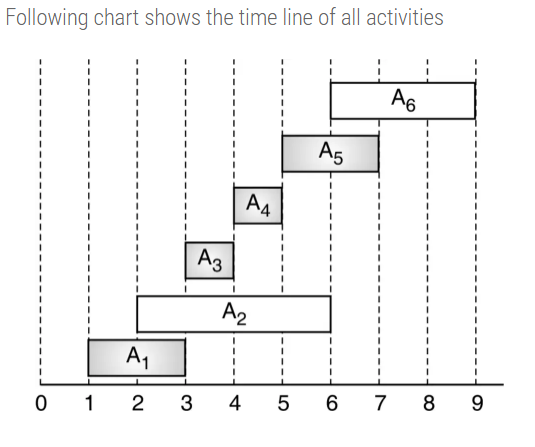 Following chart shows the time line of all activities
A6
A5
A4
A3
A2
A1
0 1 2 3 4 5 6 7 8 9